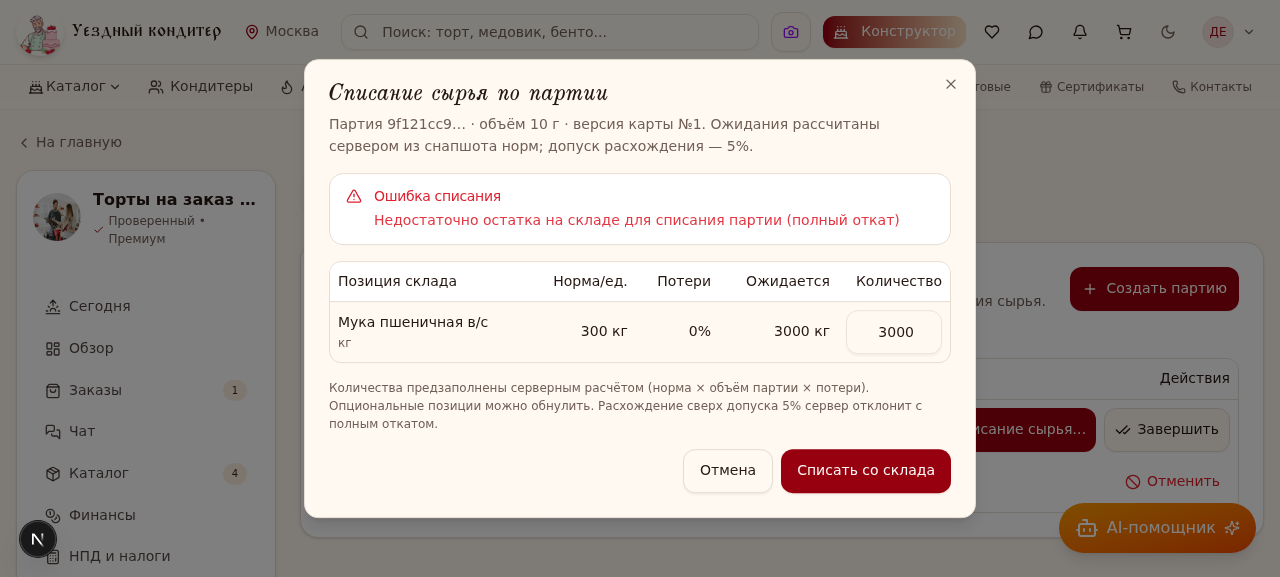 Уездный кондитер
Москва
Поиск: торт, медовик, бенто...
Конструктор
ДЕ
Каталог
Кондитеры
товые
Сертификаты
Контакты
На главную
Торты на заказ ...
Проверенный •
Премиум
Сегодня
Обзор
Заказы
1
Чат
Каталог
4
Финансы
НПД и налоги
N
Списание сырья по партии
Партия 9f121cc9... · объём 10 г · версия карты №1. Ожидания рассчитаны
сервером из снапшота норм; допуск расхождения — 5%.
Ошибка списания
Недостаточно остатка на складе для списания партии (полный откат)
Позиция склада Норма/ед. Потери Ожидается Количество
Мука пшеничная в/с 300 кг 0% 3000 кг 3000
кг
Количества предзаполнены серверным расчётом (норма × объём партии × потери).
Опциональные позиции можно обнулить. Расхождение сверх допуска 5% сервер отклонит с
полным откатом.
Отмена
Списать со склада
ия сырья.
Создать партию
Действия
исание сырья...
Завершить
Отменить
AI-помощник